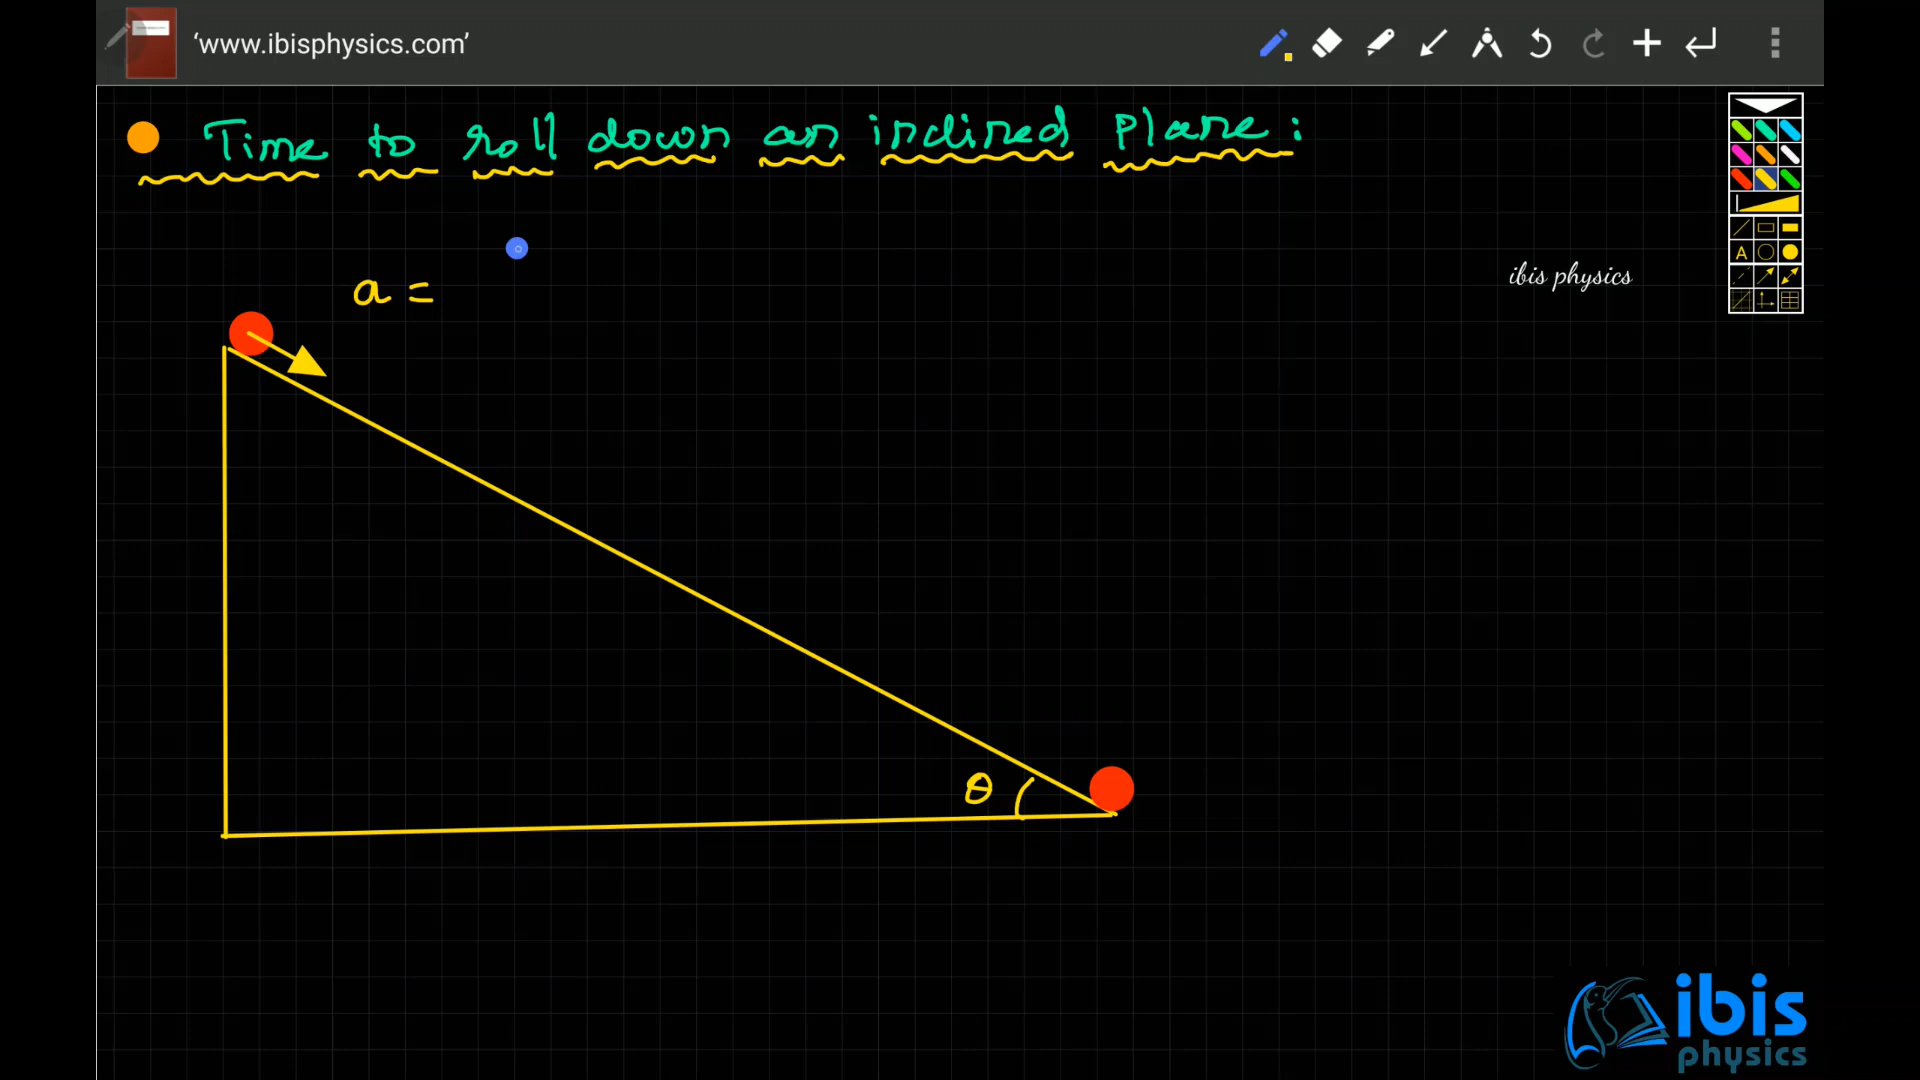 ‘www.ibisphysics.com’
Time to roll down an inclined Plane:
ibis physics
a =
θ
A
ibis
physics